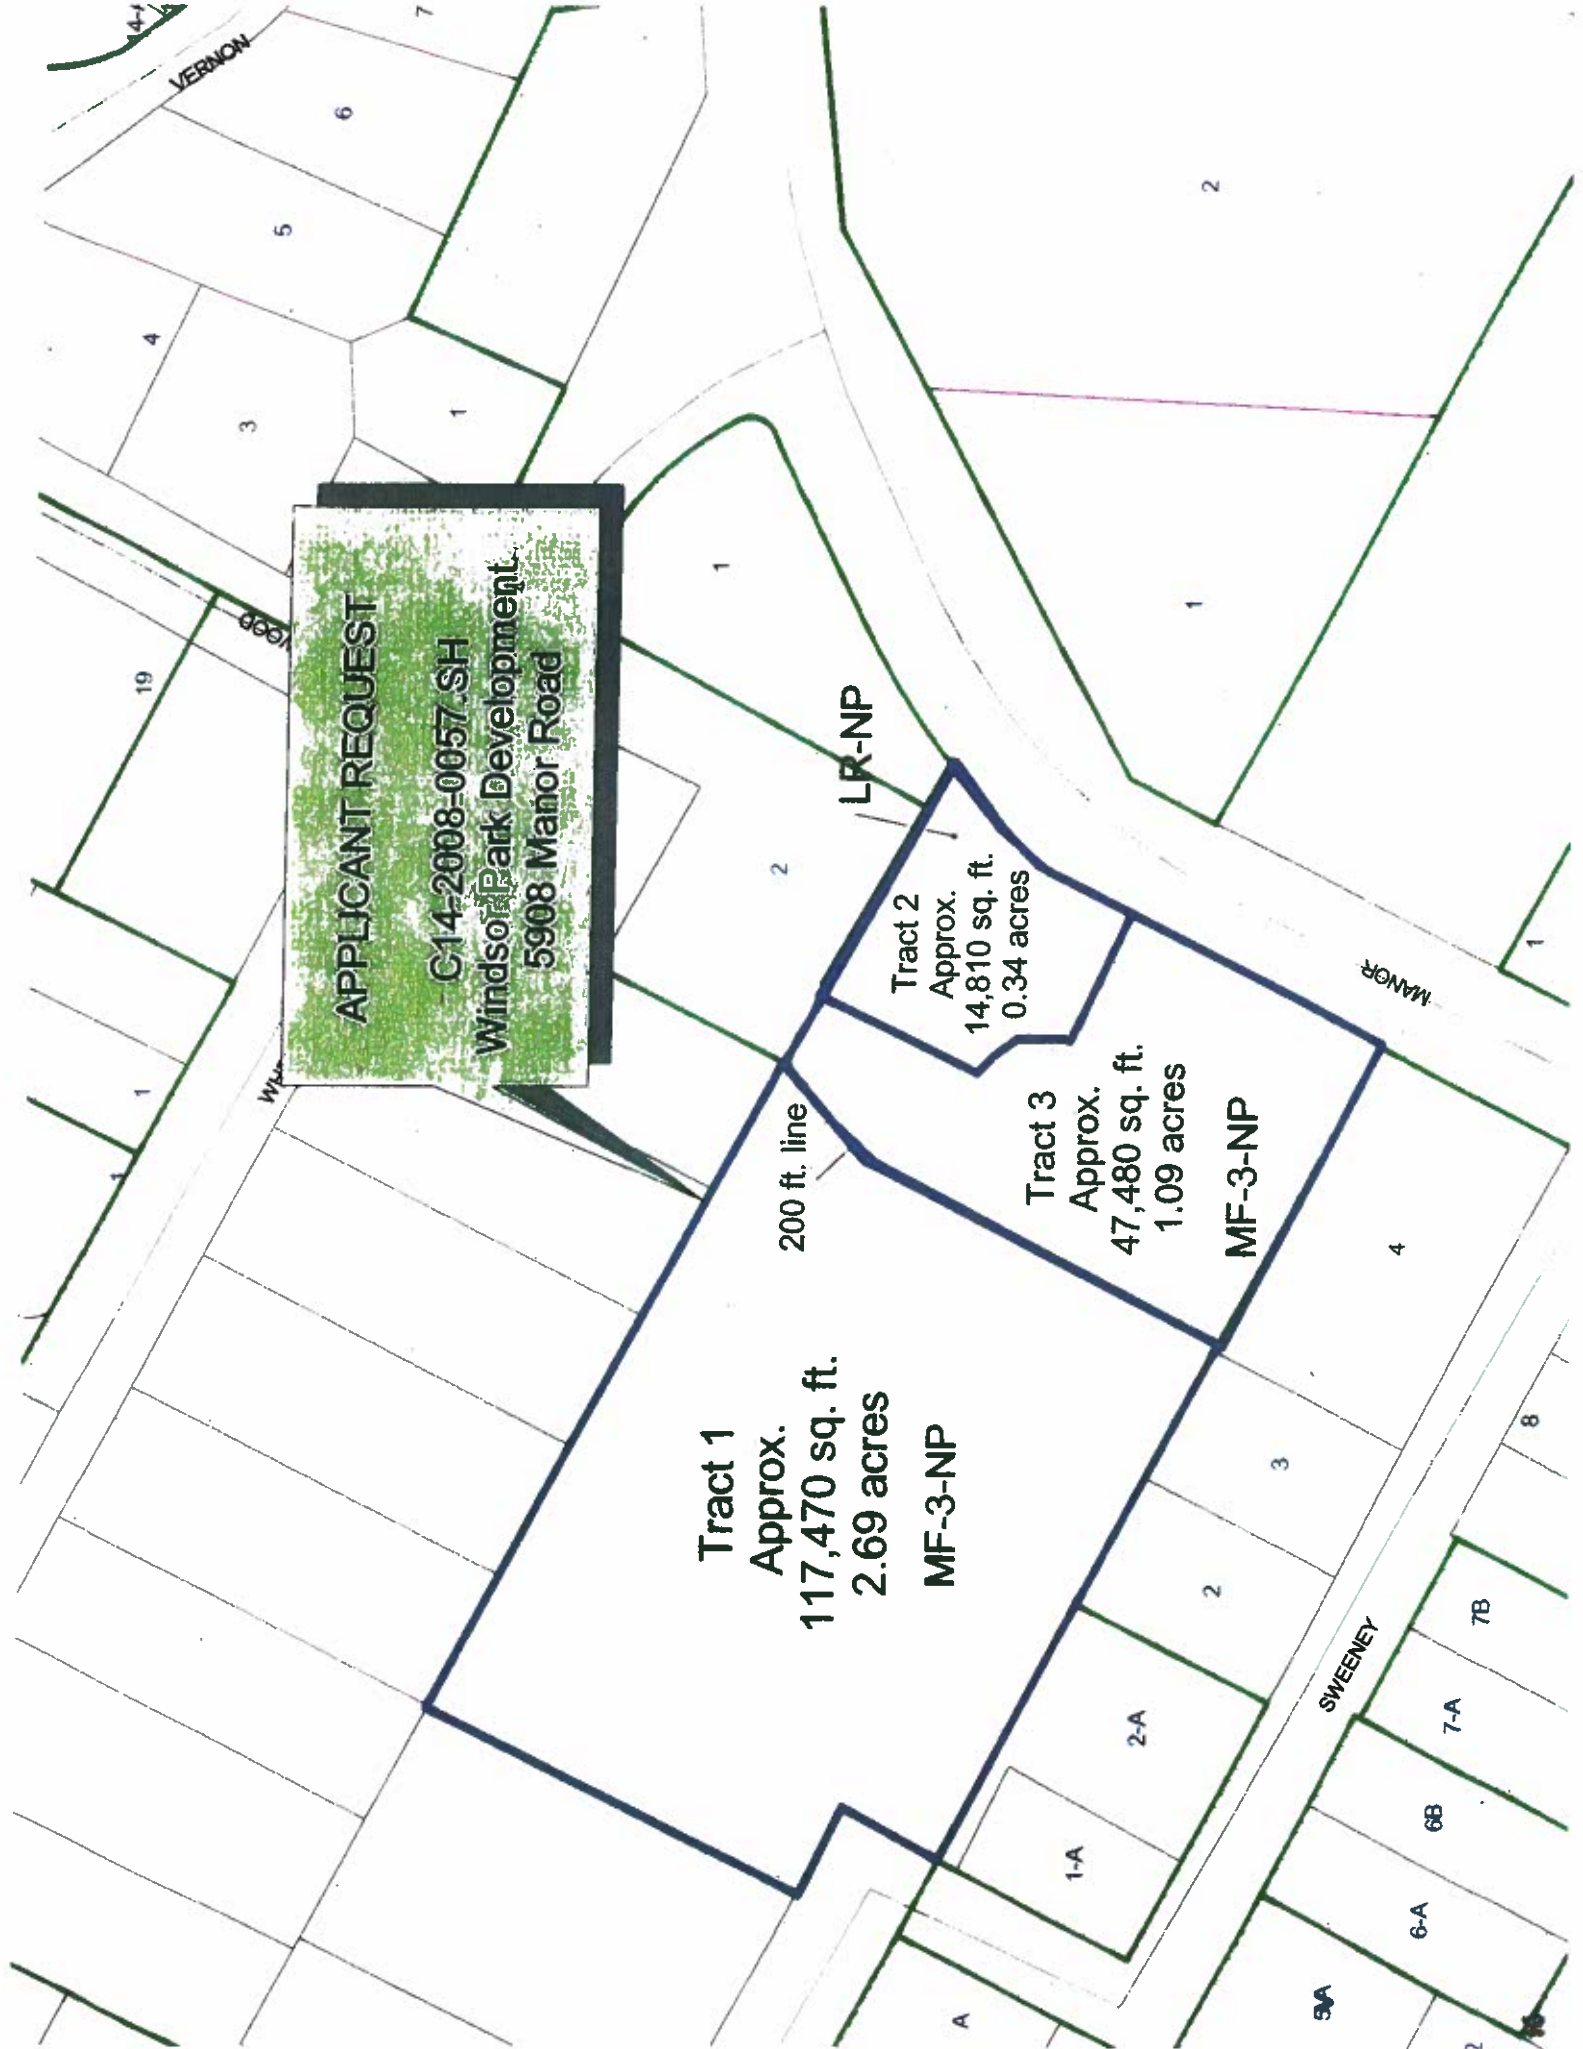 APPLICANT REQUEST
C14-2008-0057.SH
Windsor Park Development
5908 Manor Road
Tract 1
Approx.
117,470 sq. ft.
2.69 acres
MF-3-NP
200 ft. line
Tract 2
Approx.
14,810 sq. ft.
0.34 acres
LR-NP
Tract 3
Approx.
47,480 sq. ft.
1.09 acres
MF-3-NP
VERNON
MANOR
SWEENEY
WH
OOD
7
6
5
4
3
1
19
1
1
2
1
2
1
1
4
3
2
2-A
1-A
A
8
7B
7-A
6B
6-A
2